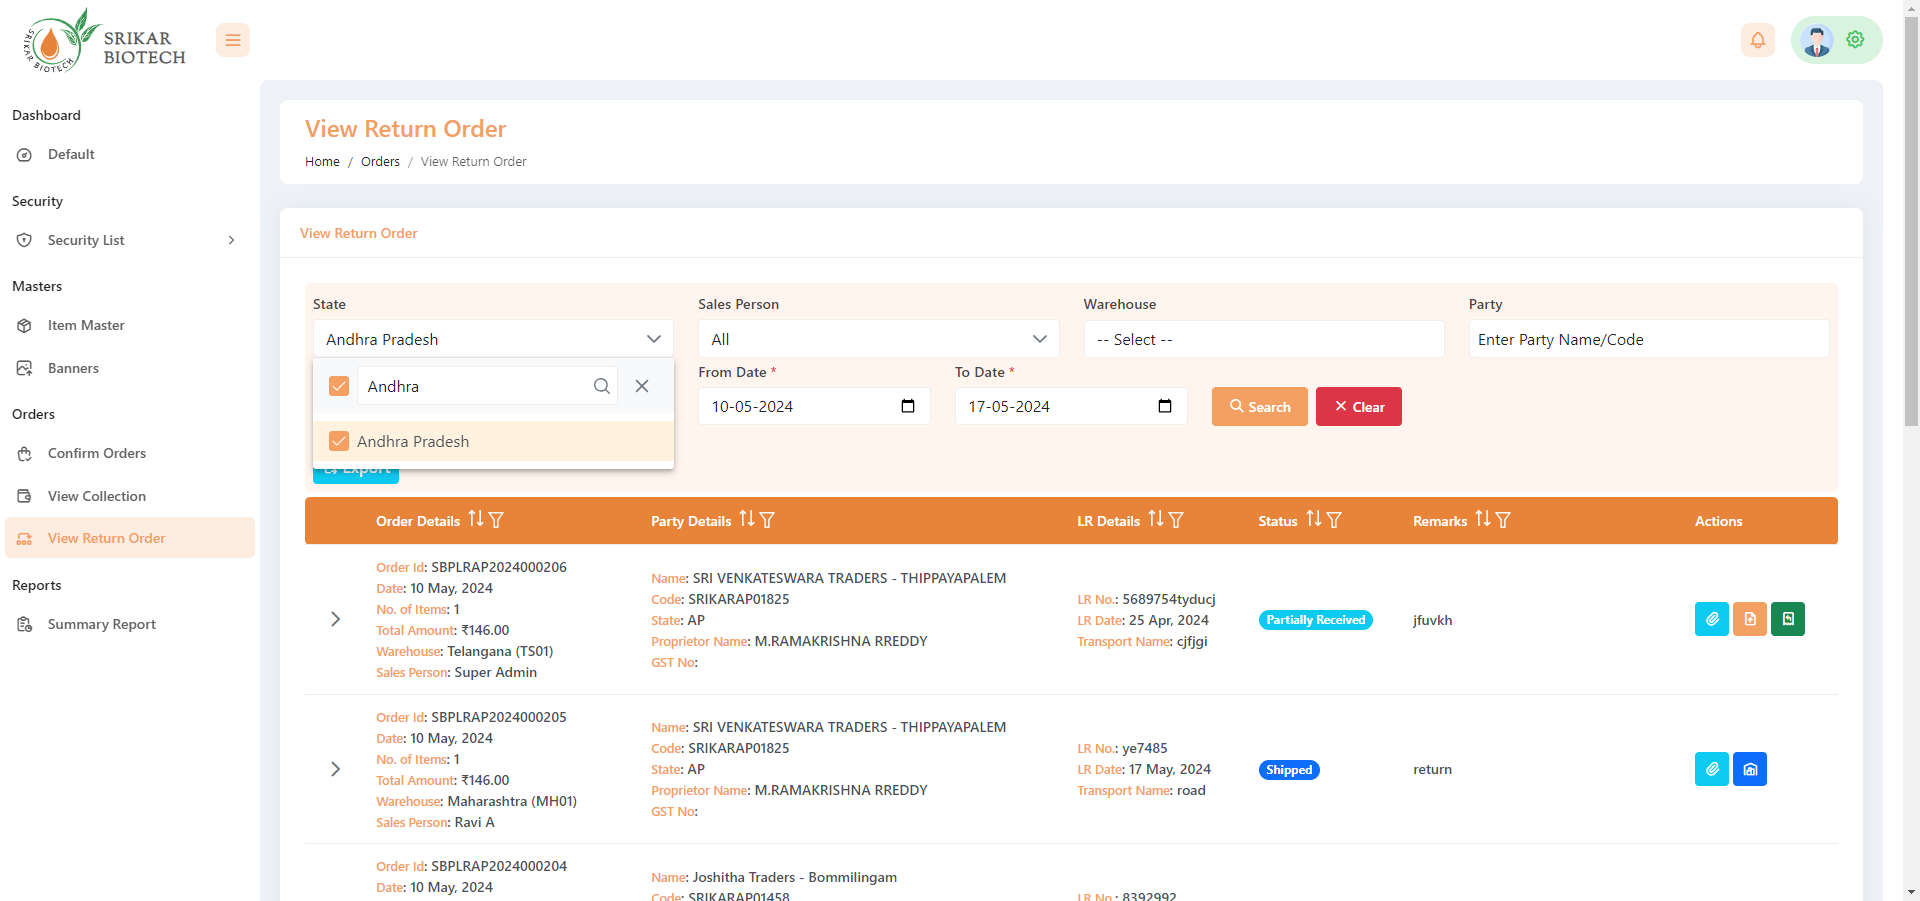 SRIKAR
BIOTECH
SRIKAR BIOTECH
Dashboard
Default
Security
Security List
Masters
Item Master
Banners
Orders
Confirm Orders
View Collection
View Return Order
Reports
Summary Report
View Return Order
Home / Orders / View Return Order
View Return Order
State
Sales Person
Warehouse
Party
Andhra Pradesh
All
-- Select --
Enter Party Name/Code
Andhra
Andhra Pradesh
From Date *
To Date *
10-05-2024
17-05-2024
Search
Clear
Export
Order Details
Party Details
LR Details
Status
Remarks
Actions
Order Id: SBPLRAP2024000206
Date: 10 May, 2024
No. of Items: 1
Total Amount: ₹146.00
Warehouse: Telangana (TS01)
Sales Person: Super Admin
Name: SRI VENKATESWARA TRADERS - THIPPAYAPALEM
Code: SRIKARAP01825
State: AP
Proprietor Name: M.RAMAKRISHNA RREDDY
GST No:
LR No.: 5689754tyducj
LR Date: 25 Apr, 2024
Transport Name: cjfjgi
Partially Received
jfuvkh
Order Id: SBPLRAP2024000205
Date: 10 May, 2024
No. of Items: 1
Total Amount: ₹146.00
Warehouse: Maharashtra (MH01)
Sales Person: Ravi A
Name: SRI VENKATESWARA TRADERS - THIPPAYAPALEM
Code: SRIKARAP01825
State: AP
Proprietor Name: M.RAMAKRISHNA RREDDY
GST No:
LR No.: ye7485
LR Date: 17 May, 2024
Transport Name: road
Shipped
return
Order Id: SBPLRAP2024000204
Date: 10 May, 2024
Name: Joshitha Traders - Bommilingam
Code: SRIKARAP01458
LR No.: 8392992